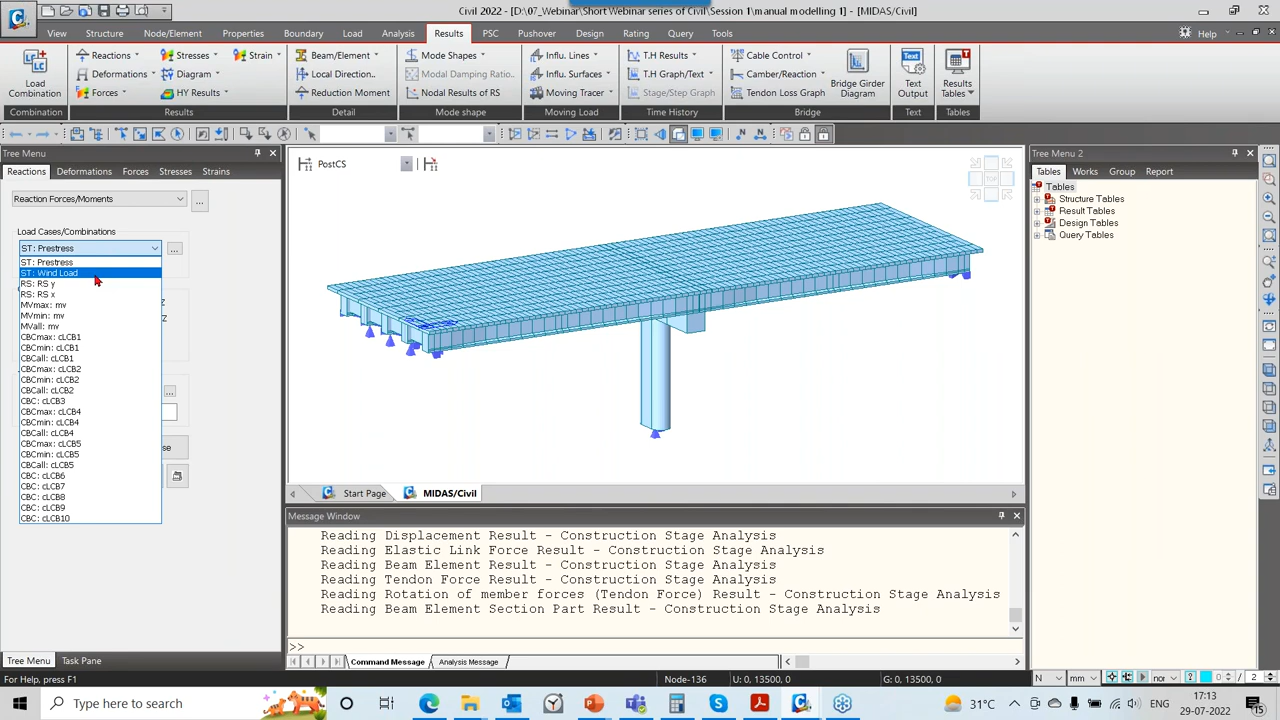 Civil 2022 - [D:\07_Webinar\Short Webinar series of Civil\Session 1\manual modelling 1] - [MIDAS/Civil]
View Structure Node/Element Properties Boundary Load Analysis Results PSC Pushover Design Rating Query Tools Help
Load Combination
Reactions
Deformations
Forces
Stresses
Diagram
HY Results
Strain
Beam/Element
Local Direction..
Reduction Moment
Mode Shapes
Modal Damping Ratio..
Nodal Results of RS
Influ. Lines
Influ. Surfaces
Moving Tracer
T.H Results
T.H Graph/Text
Stage/Step Graph
Cable Control
Camber/Reaction
Tendon Loss Graph
Bridge Girder Diagram
Text Output
Results Tables
Combination Results Detail Mode shape Moving Load Time History Bridge Text Tables
Tree Menu
Reactions Deformations Forces Stresses Strains
Reaction Forces/Moments
...
Load Cases/Combinations
ST: Prestress
...
ST: Prestress
ST: Wind Load
RS: RS y
RS: RS x
MVmax: mv
MVmin: mv
MVall: mv
CBCmax: cLCB1
CBCmin: cLCB1
CBCall: cLCB1
CBCmax: cLCB2
CBCmin: cLCB2
CBCall: cLCB2
CBC: cLCB3
CBCmax: cLCB4
CBCmin: cLCB4
CBCall: cLCB4
CBCmax: cLCB5
CBCmin: cLCB5
CBCall: cLCB5
CBC: cLCB6
CBC: cLCB7
CBC: cLCB8
CBC: cLCB9
CBC: cLCB10
Z
Z
...
se
Tree Menu Task Pane
PostCS
TOP
Start Page MIDAS/Civil
Message Window
Reading Displacement Result - Construction Stage Analysis
Reading Elastic Link Force Result - Construction Stage Analysis
Reading Beam Element Result - Construction Stage Analysis
Reading Tendon Force Result - Construction Stage Analysis
Reading Rotation of member forces (Tendon Force) Result - Construction Stage Analysis
Reading Beam Element Section Part Result - Construction Stage Analysis
>>
Command Message Analysis Message
Tree Menu 2
Tables Works Group Report
Tables
Structure Tables
Result Tables
Design Tables
Query Tables
For Help, press F1
Node-136
U: 0, 13500, 0
G: 0, 13500, 0
N
mm
nor
0
/ 2
Type here to search
31°C
17:13
29-07-2022
15